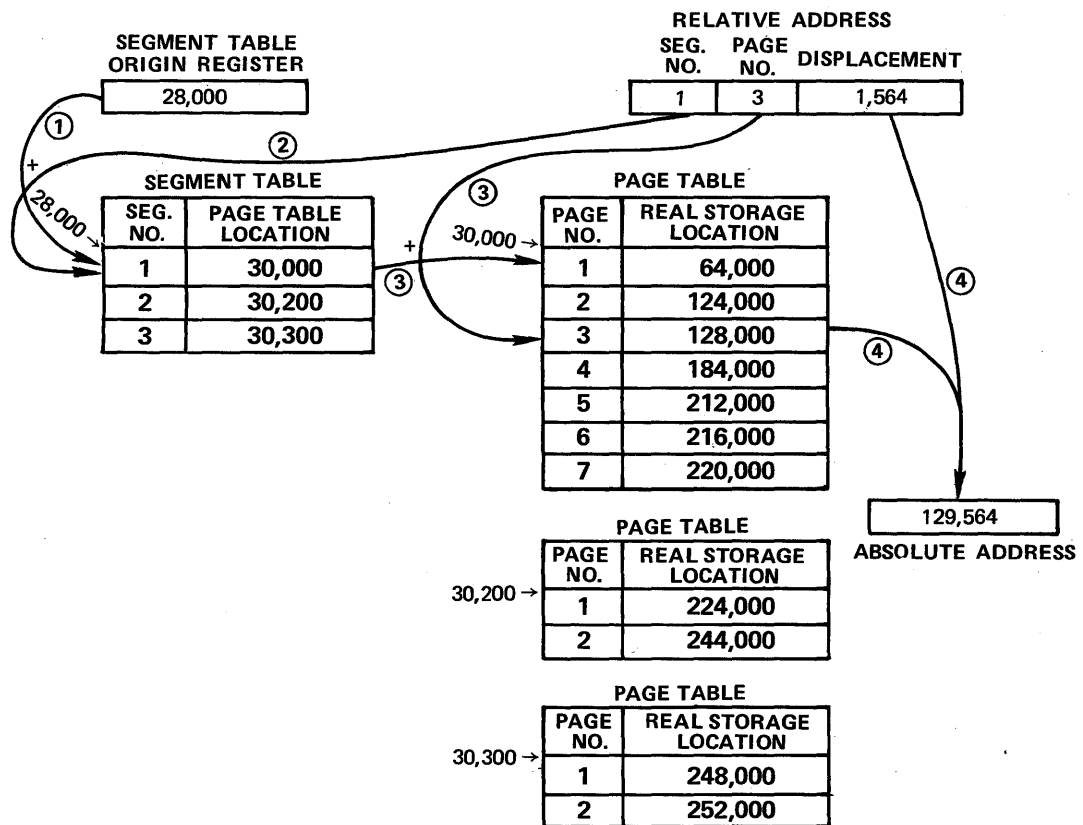 SEGMENT TABLE
ORIGIN REGISTER
28,000
RELATIVE ADDRESS
SEG. NO. PAGE NO. DISPLACEMENT
1 3 1,564
①
②
+
28,000 →
SEGMENT TABLE
SEG. NO. PAGE TABLE LOCATION
1 30,000
2 30,200
3 30,300
③
+
③
30,000 →
PAGE TABLE
PAGE NO. REAL STORAGE LOCATION
1 64,000
2 124,000
3 128,000
4 184,000
5 212,000
6 216,000
7 220,000
④
④
129,564
ABSOLUTE ADDRESS
PAGE TABLE
PAGE NO. REAL STORAGE LOCATION
30,200 →
1 224,000
2 244,000
PAGE TABLE
PAGE NO. REAL STORAGE LOCATION
30,300 →
1 248,000
2 252,000